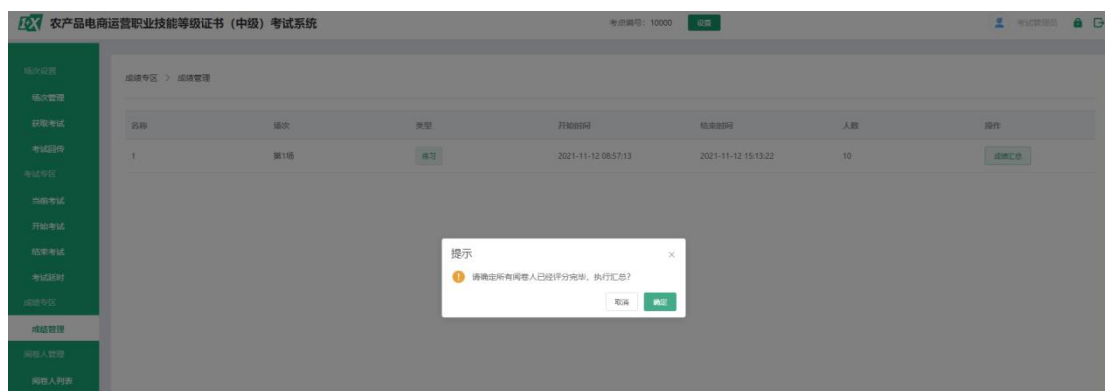 1+X 农产品电商运营职业技能等级证书（中级）考试系统
考点编号：10000 设置
考试管理员
场次设置
场次管理
获取考试
考试回传
考试专区
当前考试
开始考试
结束考试
考试延时
成绩专区
成绩管理
阅卷人管理
阅卷人列表
成绩专区 > 成绩管理
名称 场次 类型 开始时间 结束时间 人数 操作
1 第1场 练习 2021-11-12 08:57:13 2021-11-12 15:13:22 10 成绩汇总
提示
请确定所有阅卷人已经评分完毕，执行汇总？
取消 确定